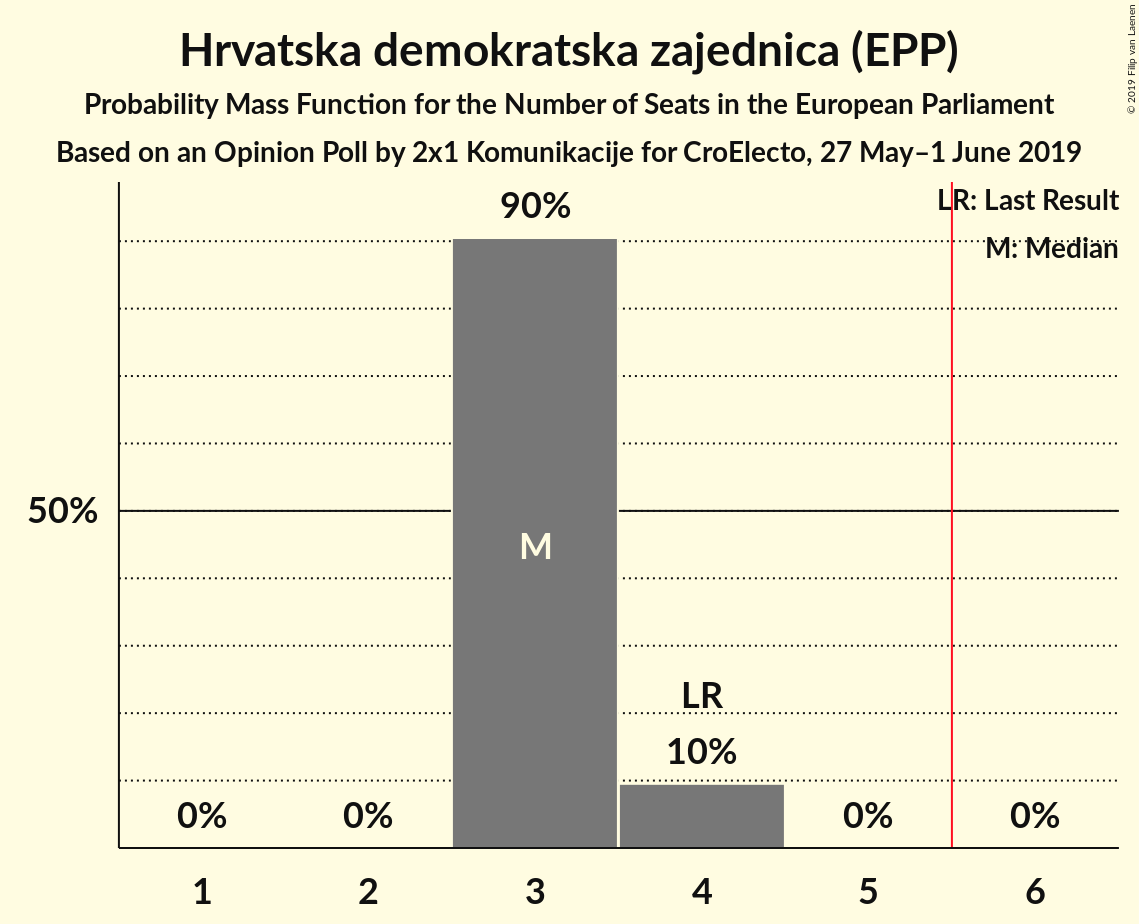 Hrvatska demokratska zajednica (EPP)
Probability Mass Function for the Number of Seats in the European Parliament
Based on an Opinion Poll by 2x1 Komunikacije for CroElecto, 27 May–1 June 2019
© 2019 Filip van Laenen
LR: Last Result
M: Median
90%
50%
M
LR
10%
0% 0% 0% 0%
1 2 3 4 5 6